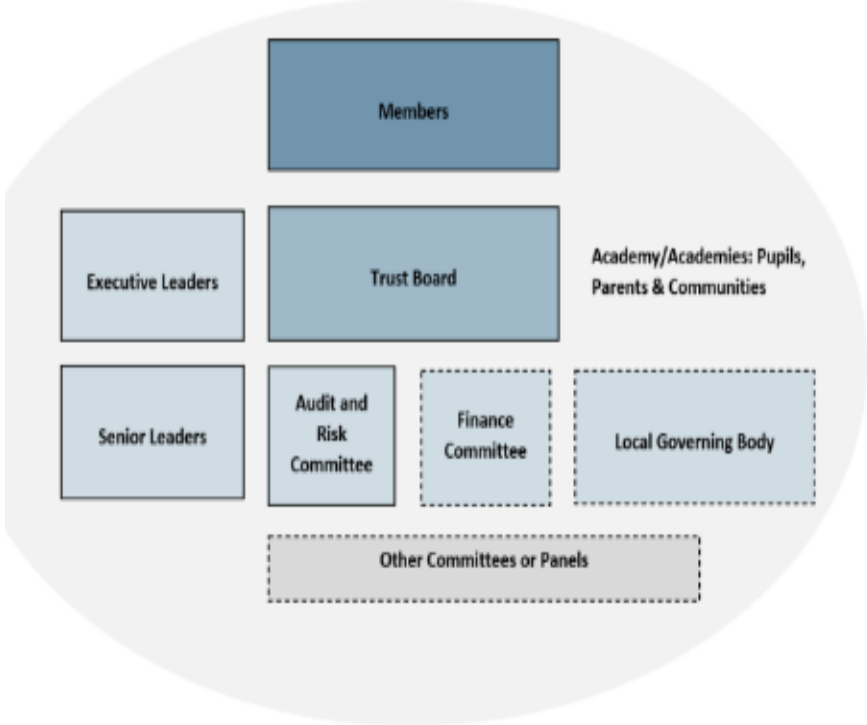 Members
Executive Leaders
Trust Board
Academy/Academies: Pupils,
Parents & Communities
Senior Leaders
Audit and
Risk
Committee
Finance
Committee
Local Governing Body
Other Committees or Panels